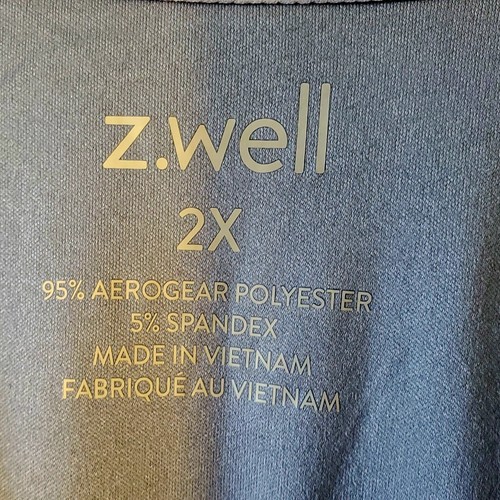 z.well
2X
95% AEROGEAR POLYESTER
5% SPANDEX
MADE IN VIETNAM
FABRIQUÉ AU VIETNAM